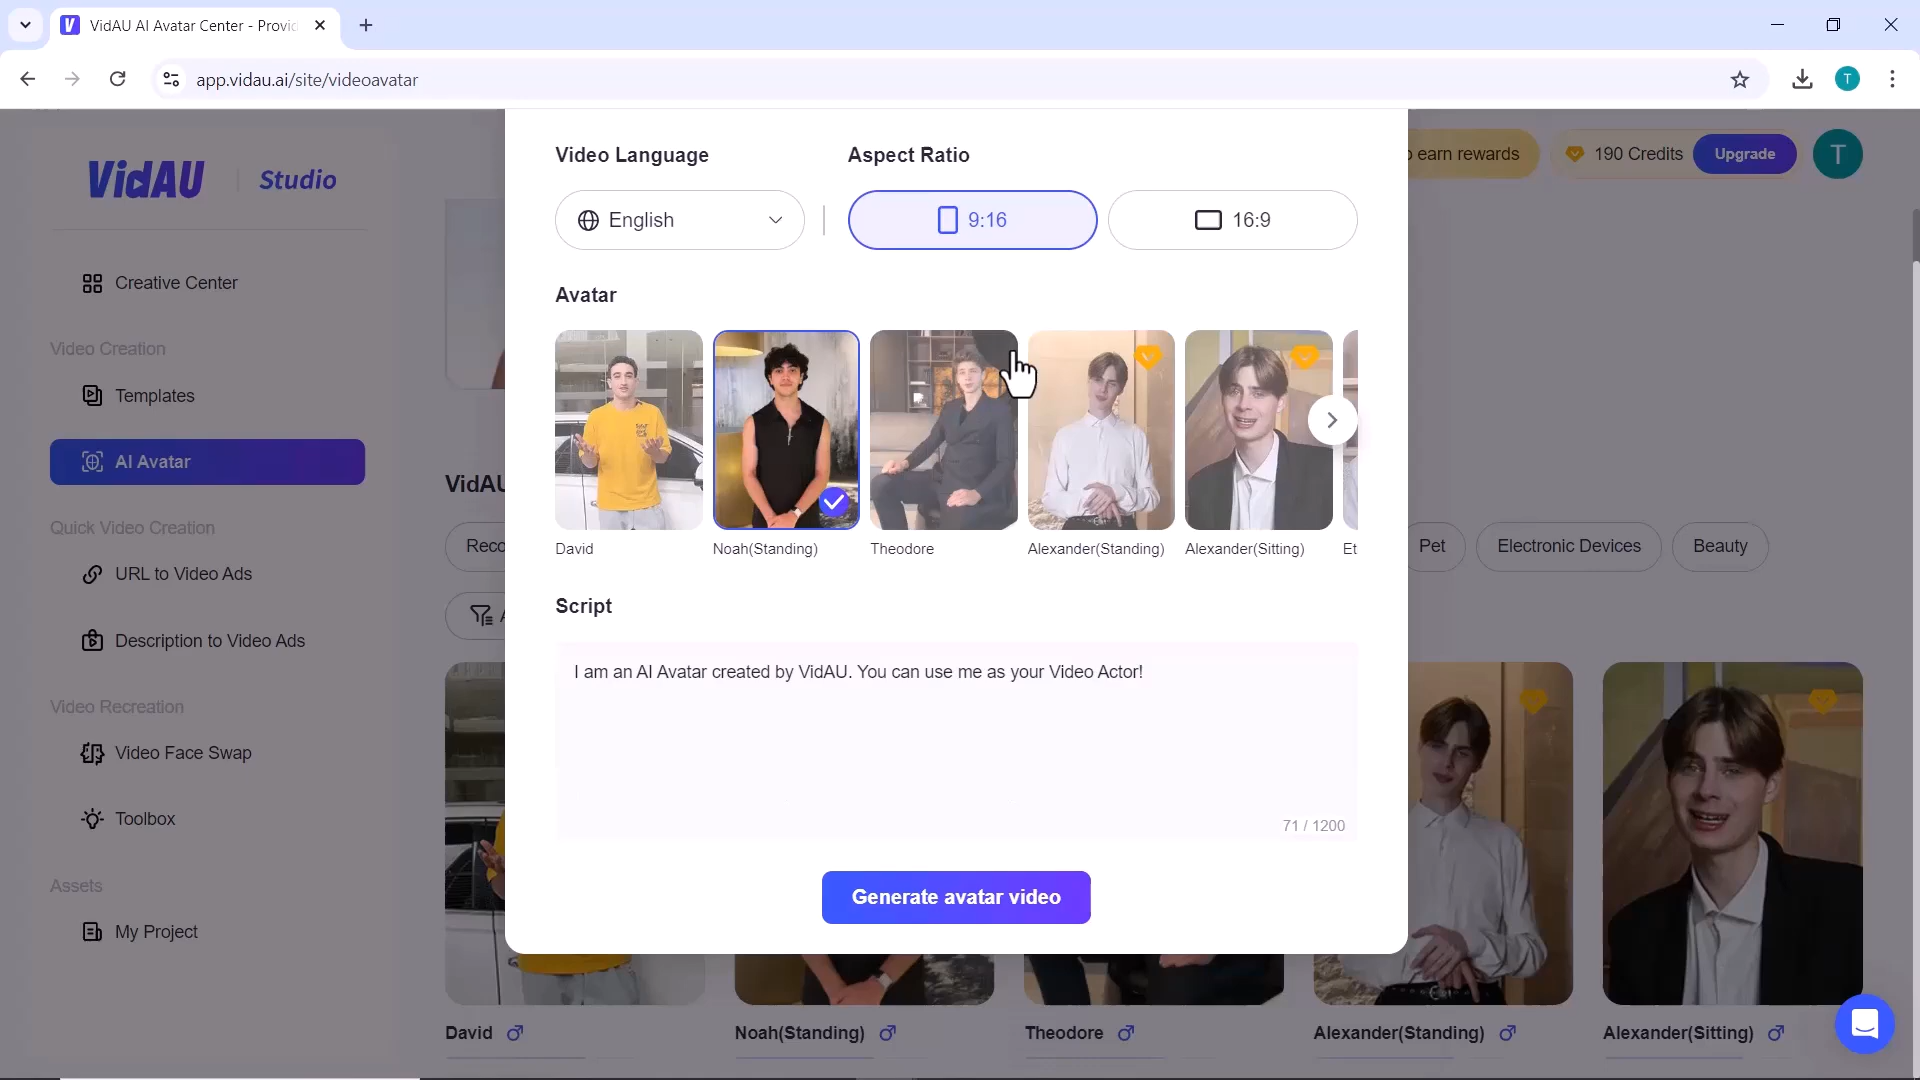 VidAU AI Avatar Center - Provid
app.vidau.ai/site/videoavatar
T
VidAU Studio
Creative Center
Video Creation
Templates
AI Avatar
Quick Video Creation
URL to Video Ads
Description to Video Ads
Video Recreation
Video Face Swap
Toolbox
Assets
My Project
o earn rewards
190 Credits
Upgrade
T
Video Language
Aspect Ratio
English
9:16
16:9
Avatar
David
Noah(Standing)
Theodore
Alexander(Standing)
Alexander(Sitting)
Et
Script
I am an AI Avatar created by VidAU. You can use me as your Video Actor!
71 / 1200
Generate avatar video
VidAU
Reco
Pet
Electronic Devices
Beauty
David
Noah(Standing)
Theodore
Alexander(Standing)
Alexander(Sitting)